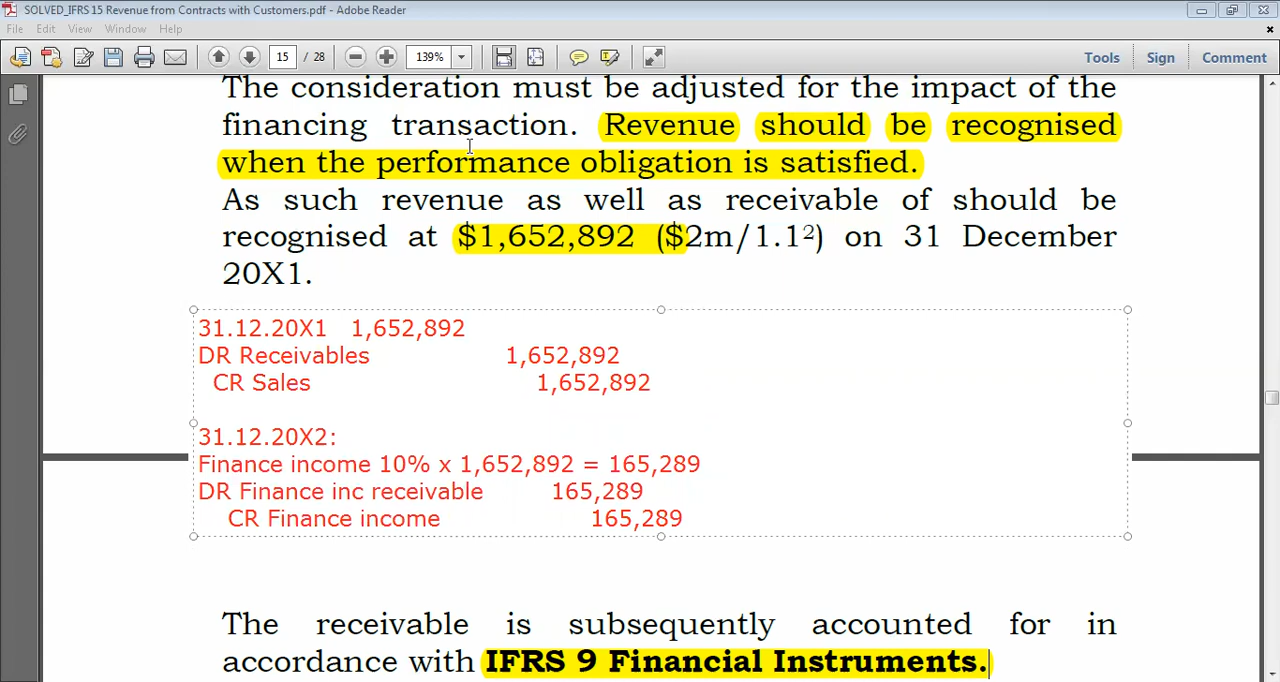 SOLVED_IFRS 15 Revenue from Contracts with Customers.pdf - Adobe Reader
File Edit View Window Help
15 / 28 139% Tools Sign Comment
The consideration must be adjusted for the impact of the
financing transaction. Revenue should be recognised
when the performance obligation is satisfied.
As such revenue as well as receivable of should be
recognised at $1,652,892 ($2m/1.1²) on 31 December
20X1.
31.12.20X1 1,652,892
DR Receivables 1,652,892
CR Sales 1,652,892
31.12.20X2:
Finance income 10% x 1,652,892 = 165,289
DR Finance inc receivable 165,289
CR Finance income 165,289
The receivable is subsequently accounted for in
accordance with IFRS 9 Financial Instruments.